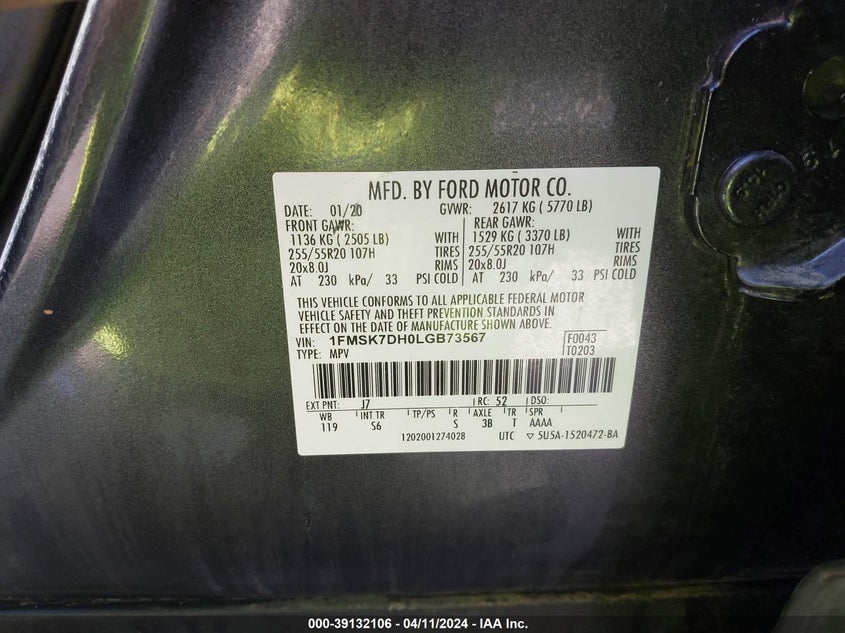 MFD. BY FORD MOTOR CO.
DATE: 01/20 GVWR: 2617 KG ( 5770 LB)
FRONT GAWR: REAR GAWR:
1136 KG ( 2505 LB) WITH 1529 KG ( 3370 LB) WITH
255/55R20 107H TIRES 255/55R20 107H TIRES
20x8.0J RIMS 20x8.0J RIMS
AT 230 kPa/ 33 PSI COLD AT 230 kPa/ 33 PSI COLD
THIS VEHICLE CONFORMS TO ALL APPLICABLE FEDERAL MOTOR
VEHICLE SAFETY AND THEFT PREVENTION STANDARDS IN
EFFECT ON THE DATE OF MANUFACTURE SHOWN ABOVE.
VIN: 1FMSK7DH0LGB73567 F0043
TYPE: MPV T0203
EXT PNT: J7 RC: 52 DSO:
WB INT TR TP/PS R AXLE TR SPR
119 S6 S 3B T AAAA
1202001274028 UTC ▽ 5U5A-1520472-BA
000-39132106 - 04/11/2024 - IAA Inc.